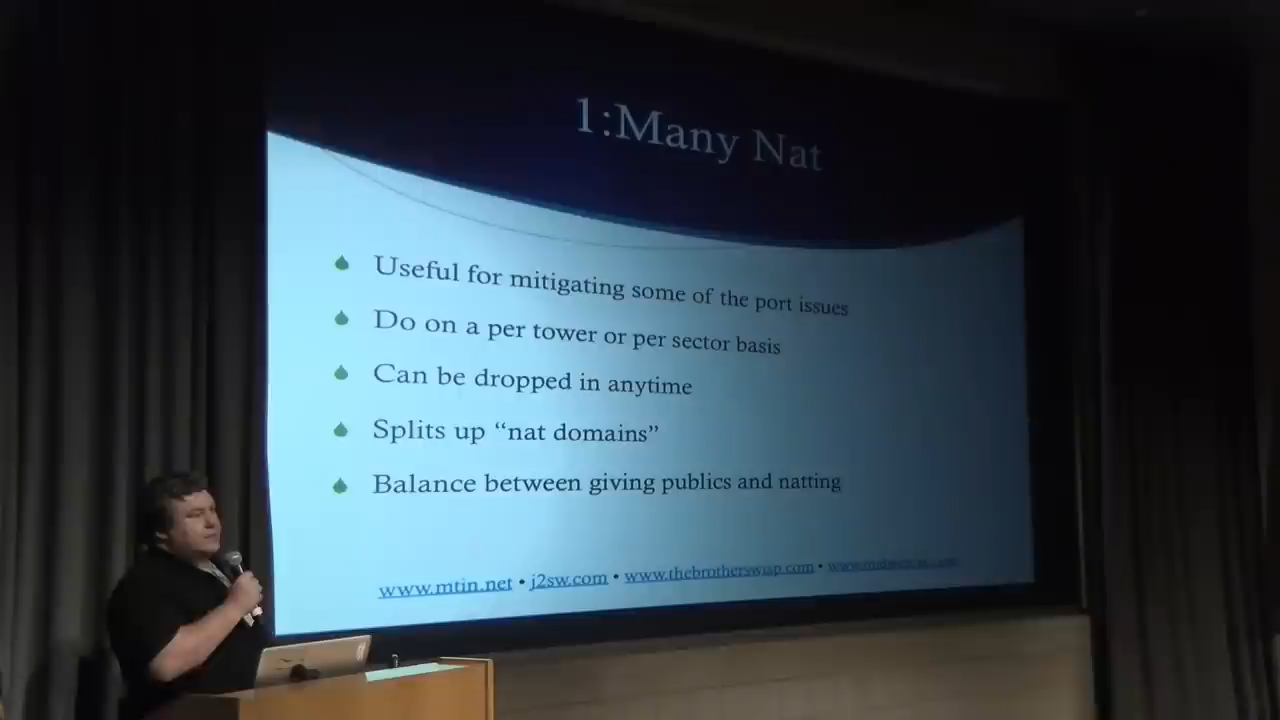 1:Many Nat
Useful for mitigating some of the port issues
Do on a per tower or per sector basis
Can be dropped in anytime
Splits up “nat domains”
Balance between giving publics and natting
www.mtin.net • j2sw.com • www.thebrotherswisp.com •